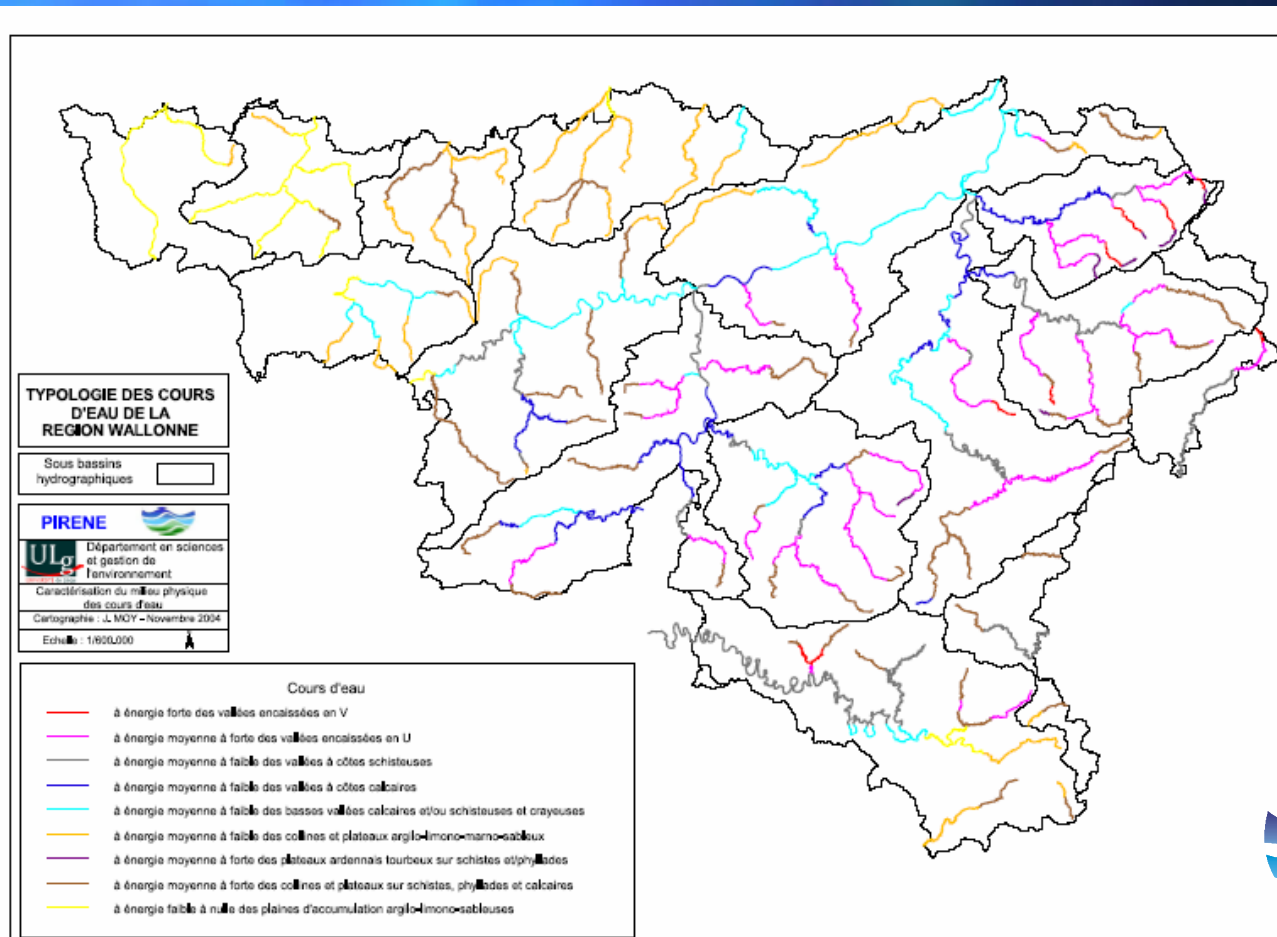 TYPOLOGIE DES COURS
D'EAU DE LA
REGION WALLONNE
Sous bassins
hydrographiques
PIRENE
ULg
Département en sciences
et gestion de
l'environnement
Caractérisation du milieu physique
des cours d'eau
Cartographie : J. MOY - Novembre 2004
Echelle : 1/600.000
Cours d'eau
à énergie forte des vallées encaissées en V
à énergie moyenne à forte des vallées encaissées en U
à énergie moyenne à faible des vallées à côtes schisteuses
à énergie moyenne à faible des vallées à côtes calcaires
à énergie moyenne à faible des basses vallées calcaires et/ou schisteuses et crayeuses
à énergie moyenne à faible des collines et plateaux argilo-limono-marno-sableux
à énergie moyenne à forte des plateaux ardennais tourbeux sur schistes et/phyllades
à énergie moyenne à forte des collines et plateaux sur schistes, phyllades et calcaires
à énergie faible à nulle des plaines d'accumulation argilo-limono-sableuses